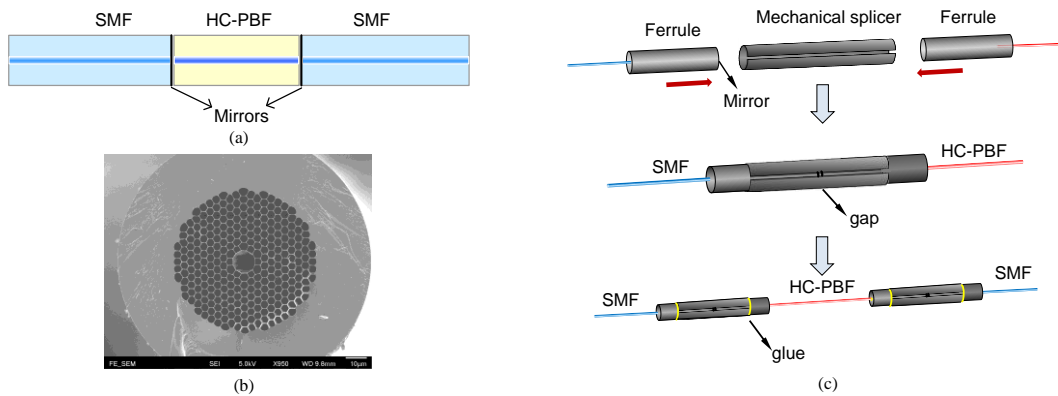 SMF HC-PBF SMF
Mirrors
(a)
FE_SEM SEI 5.0kV X950 WD 9.8mm 10μm
(b)
Ferrule Mechanical splicer Ferrule
Mirror
SMF HC-PBF
gap
SMF HC-PBF SMF
glue
(c)